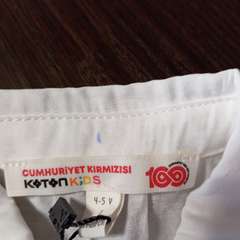 CUMHURİYET KIRMIZISI
KOTON KiDS
100
4-5 Y